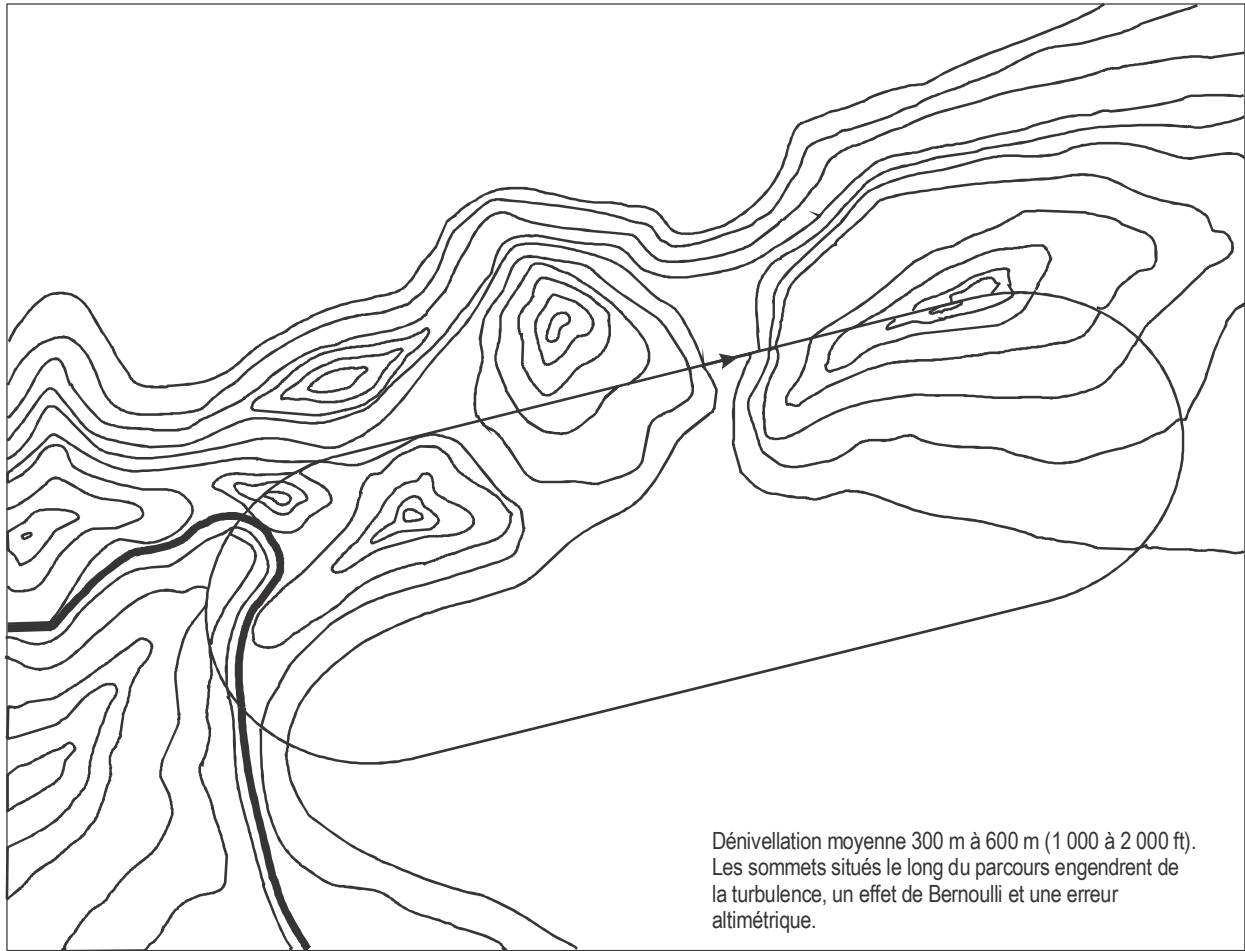 Dénivellation moyenne 300 m à 600 m (1 000 à 2 000 ft).
Les sommets situés le long du parcours engendrent de
la turbulence, un effet de Bernoulli et une erreur
altimétrique.